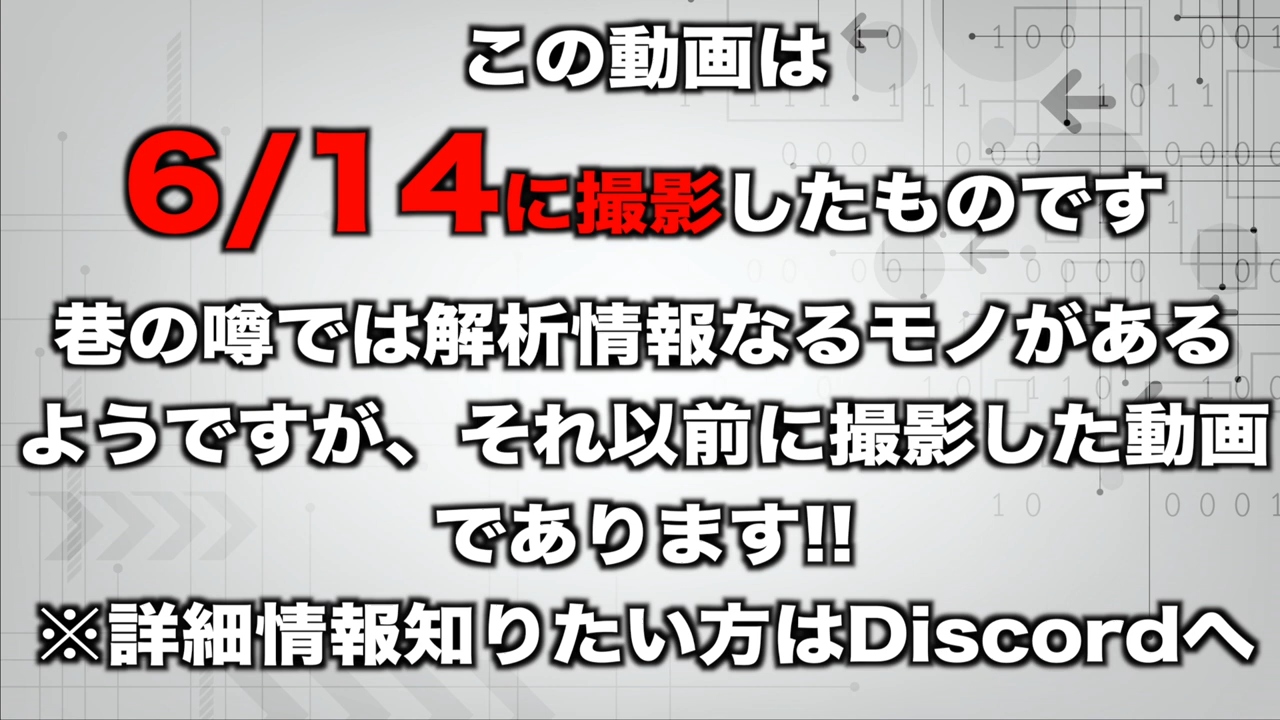 この動画は
6/14に撮影したものです
巷の噂では解析情報なるモノがある
ようですが、それ以前に撮影した動画
であります!!
※詳細情報知りたい方はDiscordへ